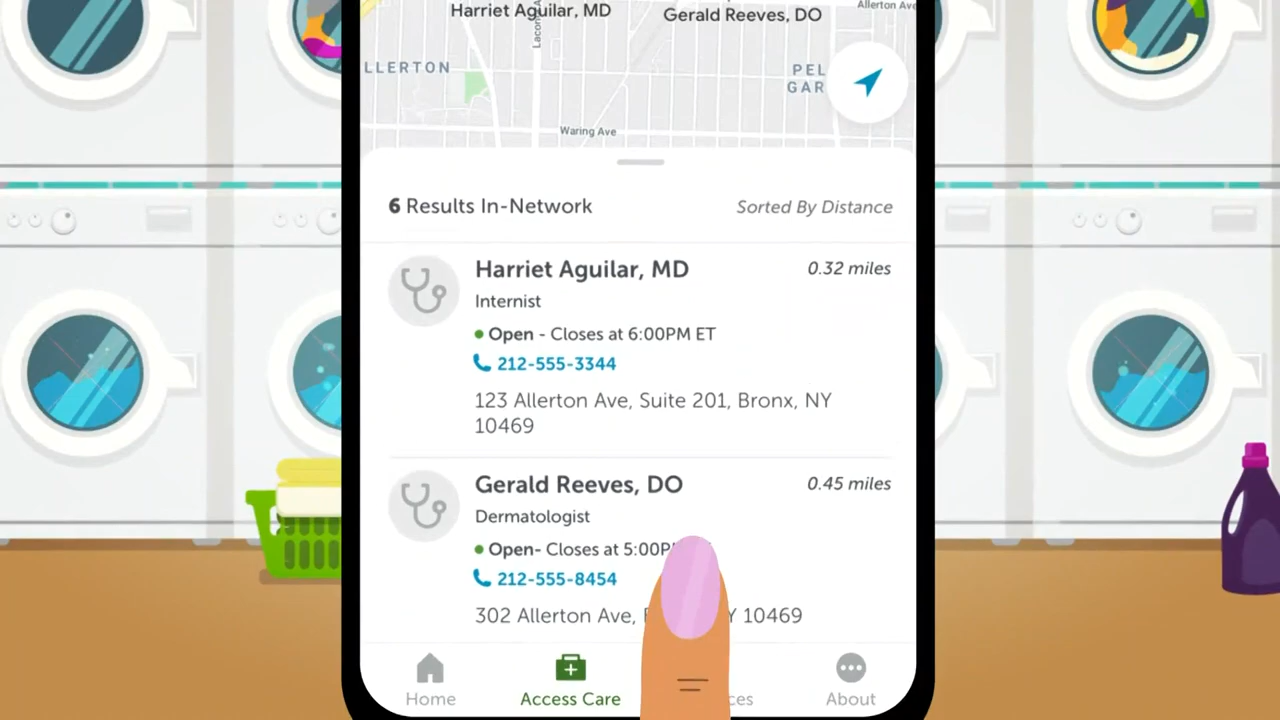 Harriet Aguilar, MD
Gerald Reeves, DO
Allerton Ave
LLERTON
PEL
GAR
Waring Ave
6 Results In-Network
Sorted By Distance
Harriet Aguilar, MD
0.32 miles
Internist
Open - Closes at 6:00PM ET
212-555-3344
123 Allerton Ave, Suite 201, Bronx, NY
10469
Gerald Reeves, DO
0.45 miles
Dermatologist
Open- Closes at 5:00P
212-555-8454
302 Allerton Ave, Y 10469
Home
Access Care
ces
About